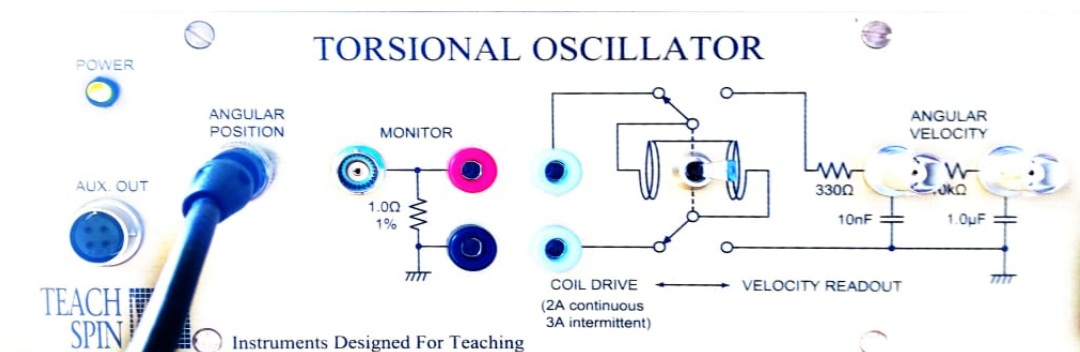 TORSIONAL OSCILLATOR
POWER
ANGULAR
POSITION
MONITOR
ANGULAR
VELOCITY
AUX. OUT
1.0Ω
1%
330Ω
10nF
1.0µF
COIL DRIVE
VELOCITY READOUT
(2A continuous
3A intermittent)
TEACH
SPIN
Instruments Designed For Teaching